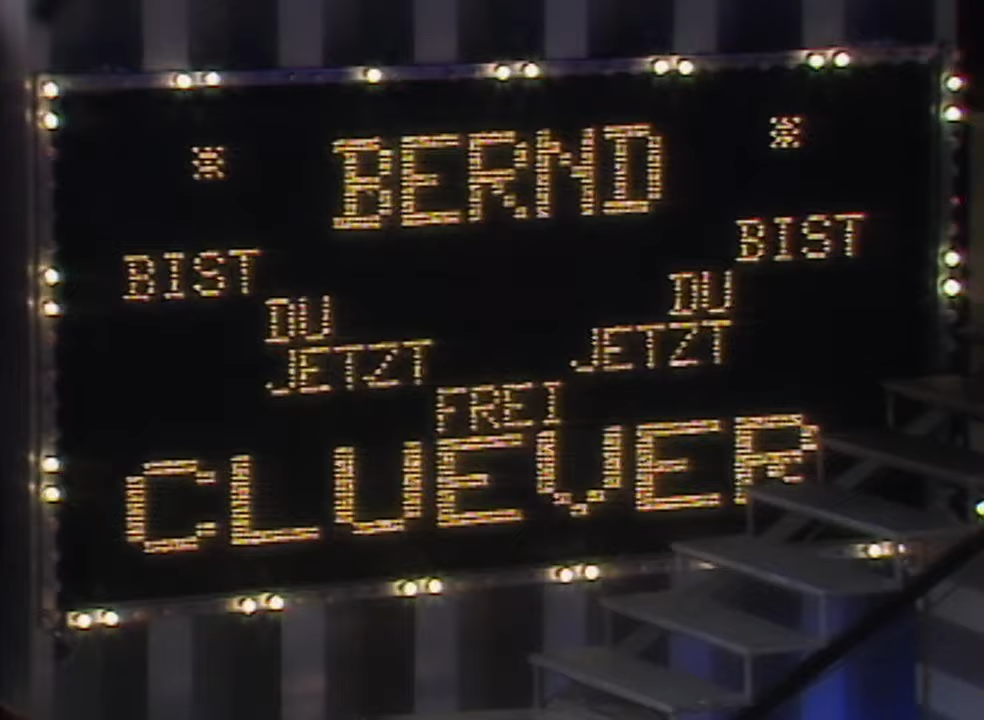 * BERND *
BIST BIST
DU DU
JETZT JETZT
FREI
CLUEVER